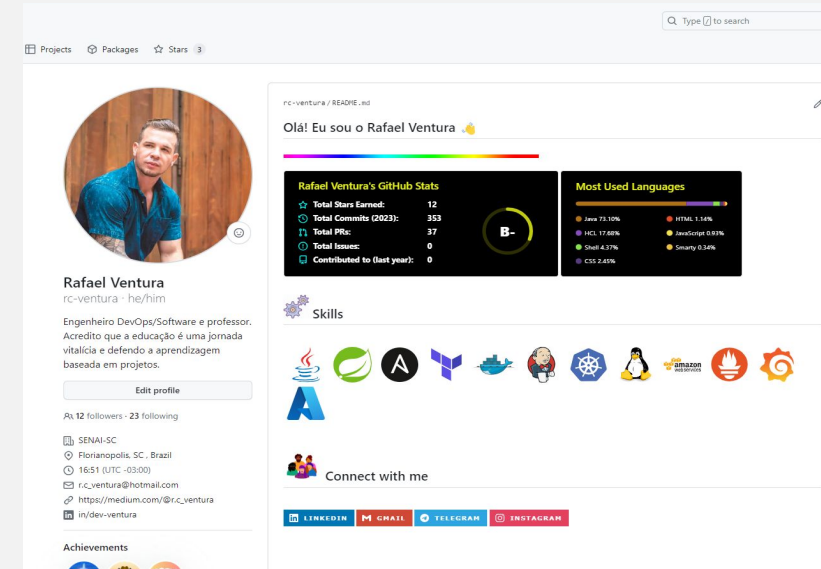 Type / to search
Projects
Packages
Stars 3
Rafael Ventura
rc-ventura · he/him
Engenheiro DevOps/Software e professor.
Acredito que a educação é uma jornada
vitalícia e defendo a aprendizagem
baseada em projetos.
Edit profile
12 followers · 23 following
SENAI-SC
Florianopolis, SC , Brazil
16:51 (UTC -03:00)
r.c_ventura@hotmail.com
https://medium.com/@r.c_ventura
in/dev-ventura
Achievements
rc-ventura/README.md
Olá! Eu sou o Rafael Ventura
Rafael Ventura's GitHub Stats
Total Stars Earned: 12
Total Commits (2023): 353
Total PRs: 37
Total Issues: 0
Contributed to (last year): 0
B-
Most Used Languages
Java 73.10%
HCL 17.68%
Shell 4.37%
CSS 2.45%
HTML 1.14%
JavaScript 0.93%
Smarty 0.34%
Skills
amazon
web services
Connect with me
LINKEDIN
GMAIL
TELEGRAM
INSTAGRAM